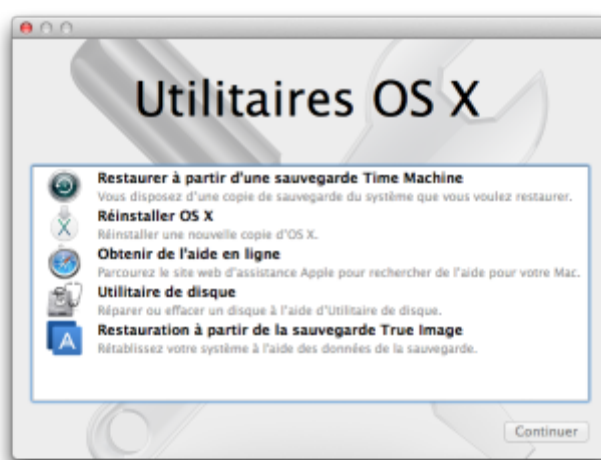 Utilitaires OS X
Restaurer à partir d'une sauvegarde Time Machine
Vous disposez d'une copie de sauvegarde du système que vous voulez restaurer.
Réinstaller OS X
Réinstaller une nouvelle copie d'OS X.
Obtenir de l'aide en ligne
Parcourez le site web d'assistance Apple pour rechercher de l'aide pour votre Mac.
Utilitaire de disque
Réparer ou effacer un disque à l'aide d'Utilitaire de disque.
Restauration à partir de la sauvegarde True Image
Rétablissez votre système à l'aide des données de la sauvegarde.
Continuer